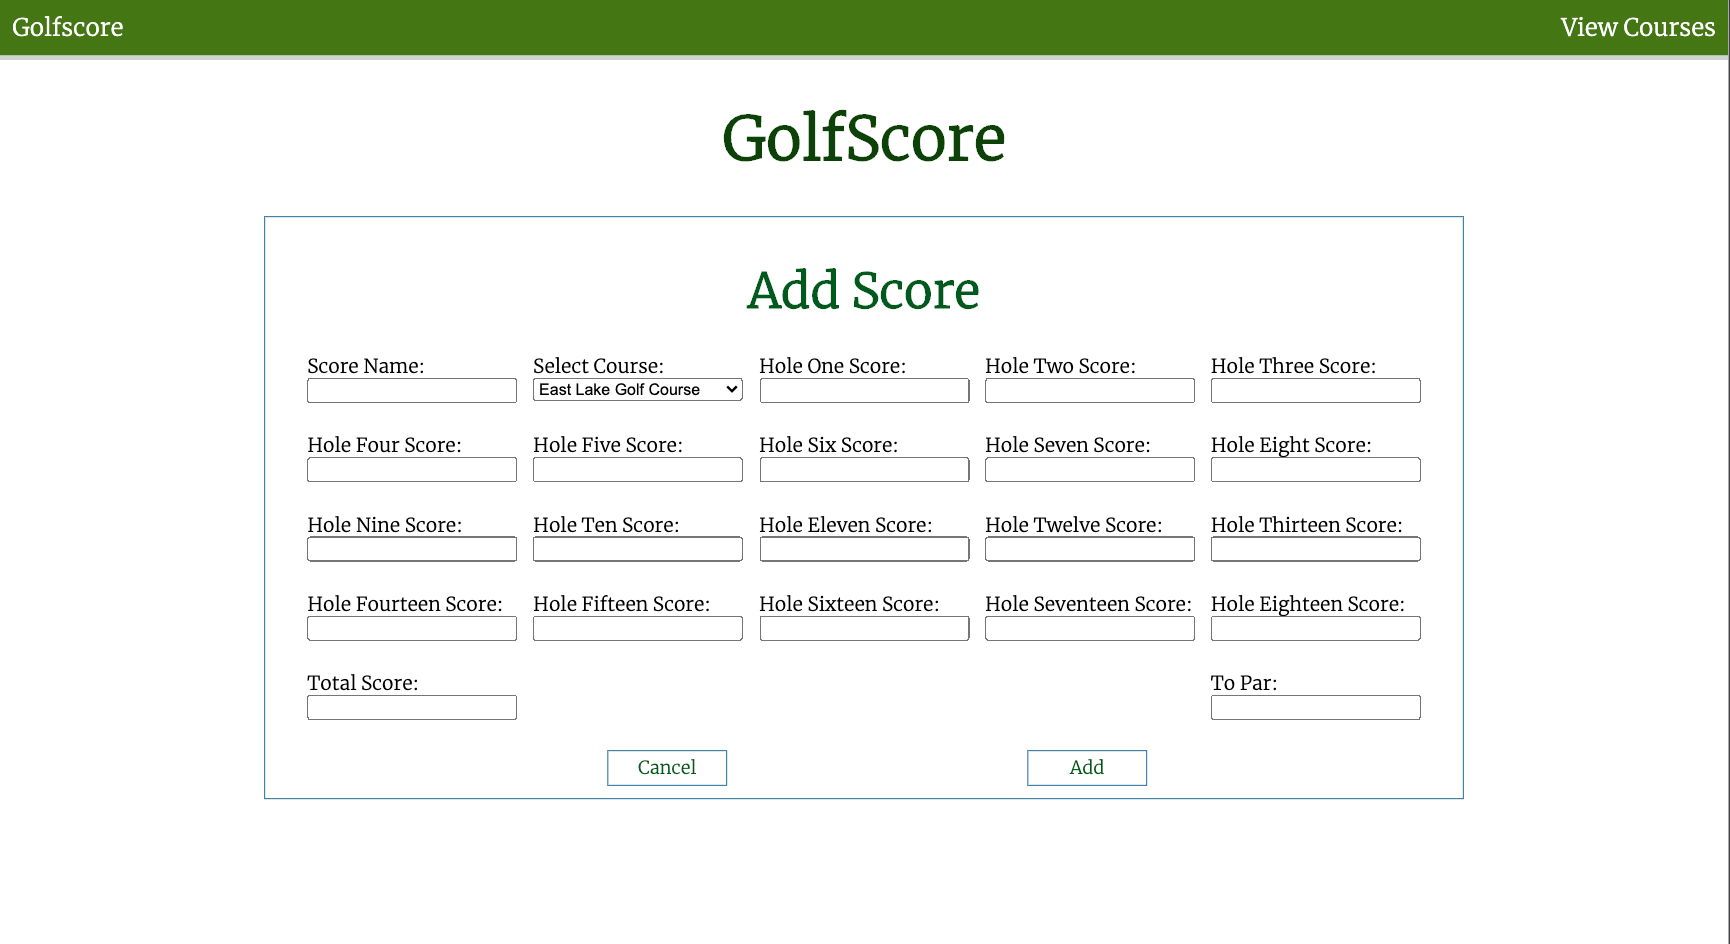 Golfscore View Courses
GolfScore
Add Score
Score Name: Select Course: Hole One Score: Hole Two Score: Hole Three Score:
East Lake Golf Course
Hole Four Score: Hole Five Score: Hole Six Score: Hole Seven Score: Hole Eight Score:
Hole Nine Score: Hole Ten Score: Hole Eleven Score: Hole Twelve Score: Hole Thirteen Score:
Hole Fourteen Score: Hole Fifteen Score: Hole Sixteen Score: Hole Seventeen Score: Hole Eighteen Score:
Total Score: To Par:
Cancel Add